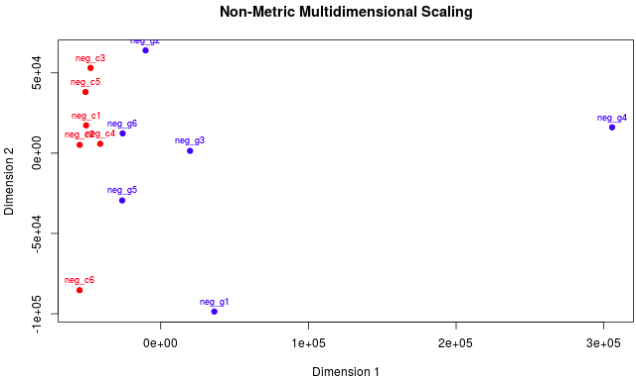 Non-Metric Multidimensional Scaling
neg_g2
neg_c3
neg_c5
neg_c1
neg_g6
neg_g4
neg_c4
neg_g3
neg_g5
neg_c6
neg_g1
5e+04
0e+00
-5e+04
-1e+05
Dimension 2
0e+00
1e+05
2e+05
3e+05
Dimension 1